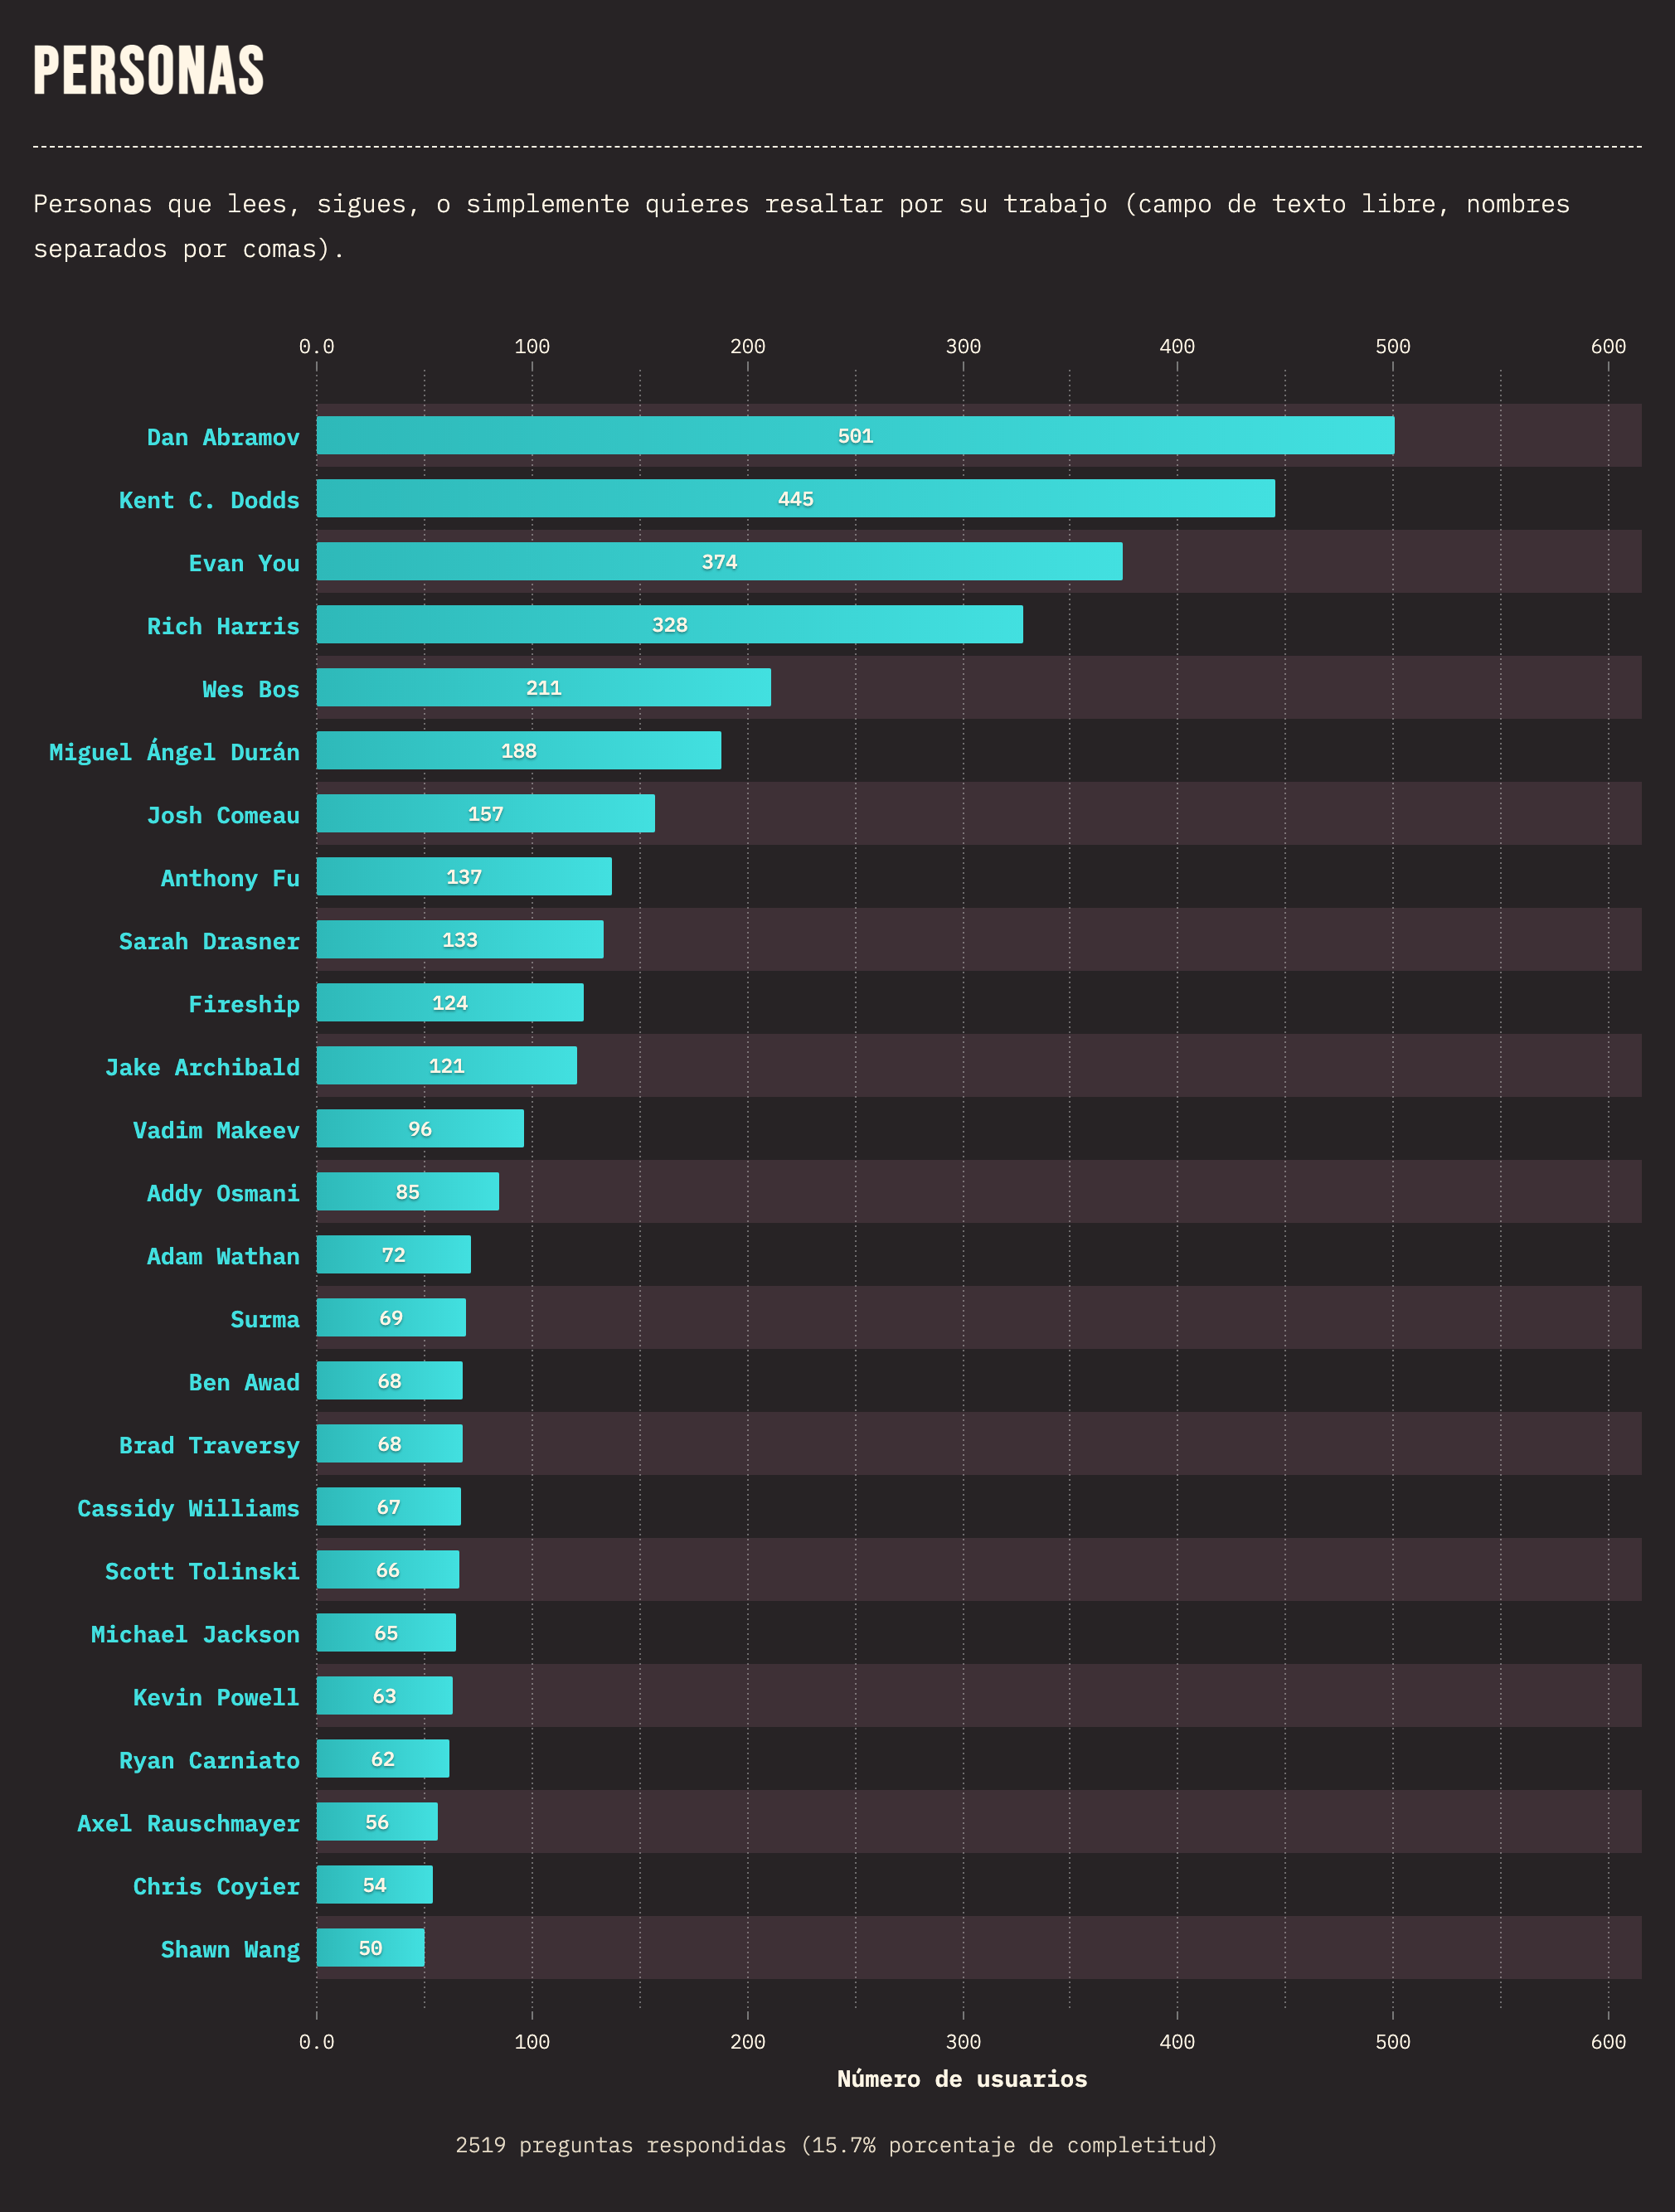 PERSONAS
Personas que lees, sigues, o simplemente quieres resaltar por su trabajo (campo de texto libre, nombres
separados por comas).
0.0 100 200 300 400 500 600
Dan Abramov 501
Kent C. Dodds 445
Evan You 374
Rich Harris 328
Wes Bos 211
Miguel Ángel Durán 188
Josh Comeau 157
Anthony Fu 137
Sarah Drasner 133
Fireship 124
Jake Archibald 121
Vadim Makeev 96
Addy Osmani 85
Adam Wathan 72
Surma 69
Ben Awad 68
Brad Traversy 68
Cassidy Williams 67
Scott Tolinski 66
Michael Jackson 65
Kevin Powell 63
Ryan Carniato 62
Axel Rauschmayer 56
Chris Coyier 54
Shawn Wang 50
0.0 100 200 300 400 500 600
Número de usuarios
2519 preguntas respondidas (15.7% porcentaje de completitud)